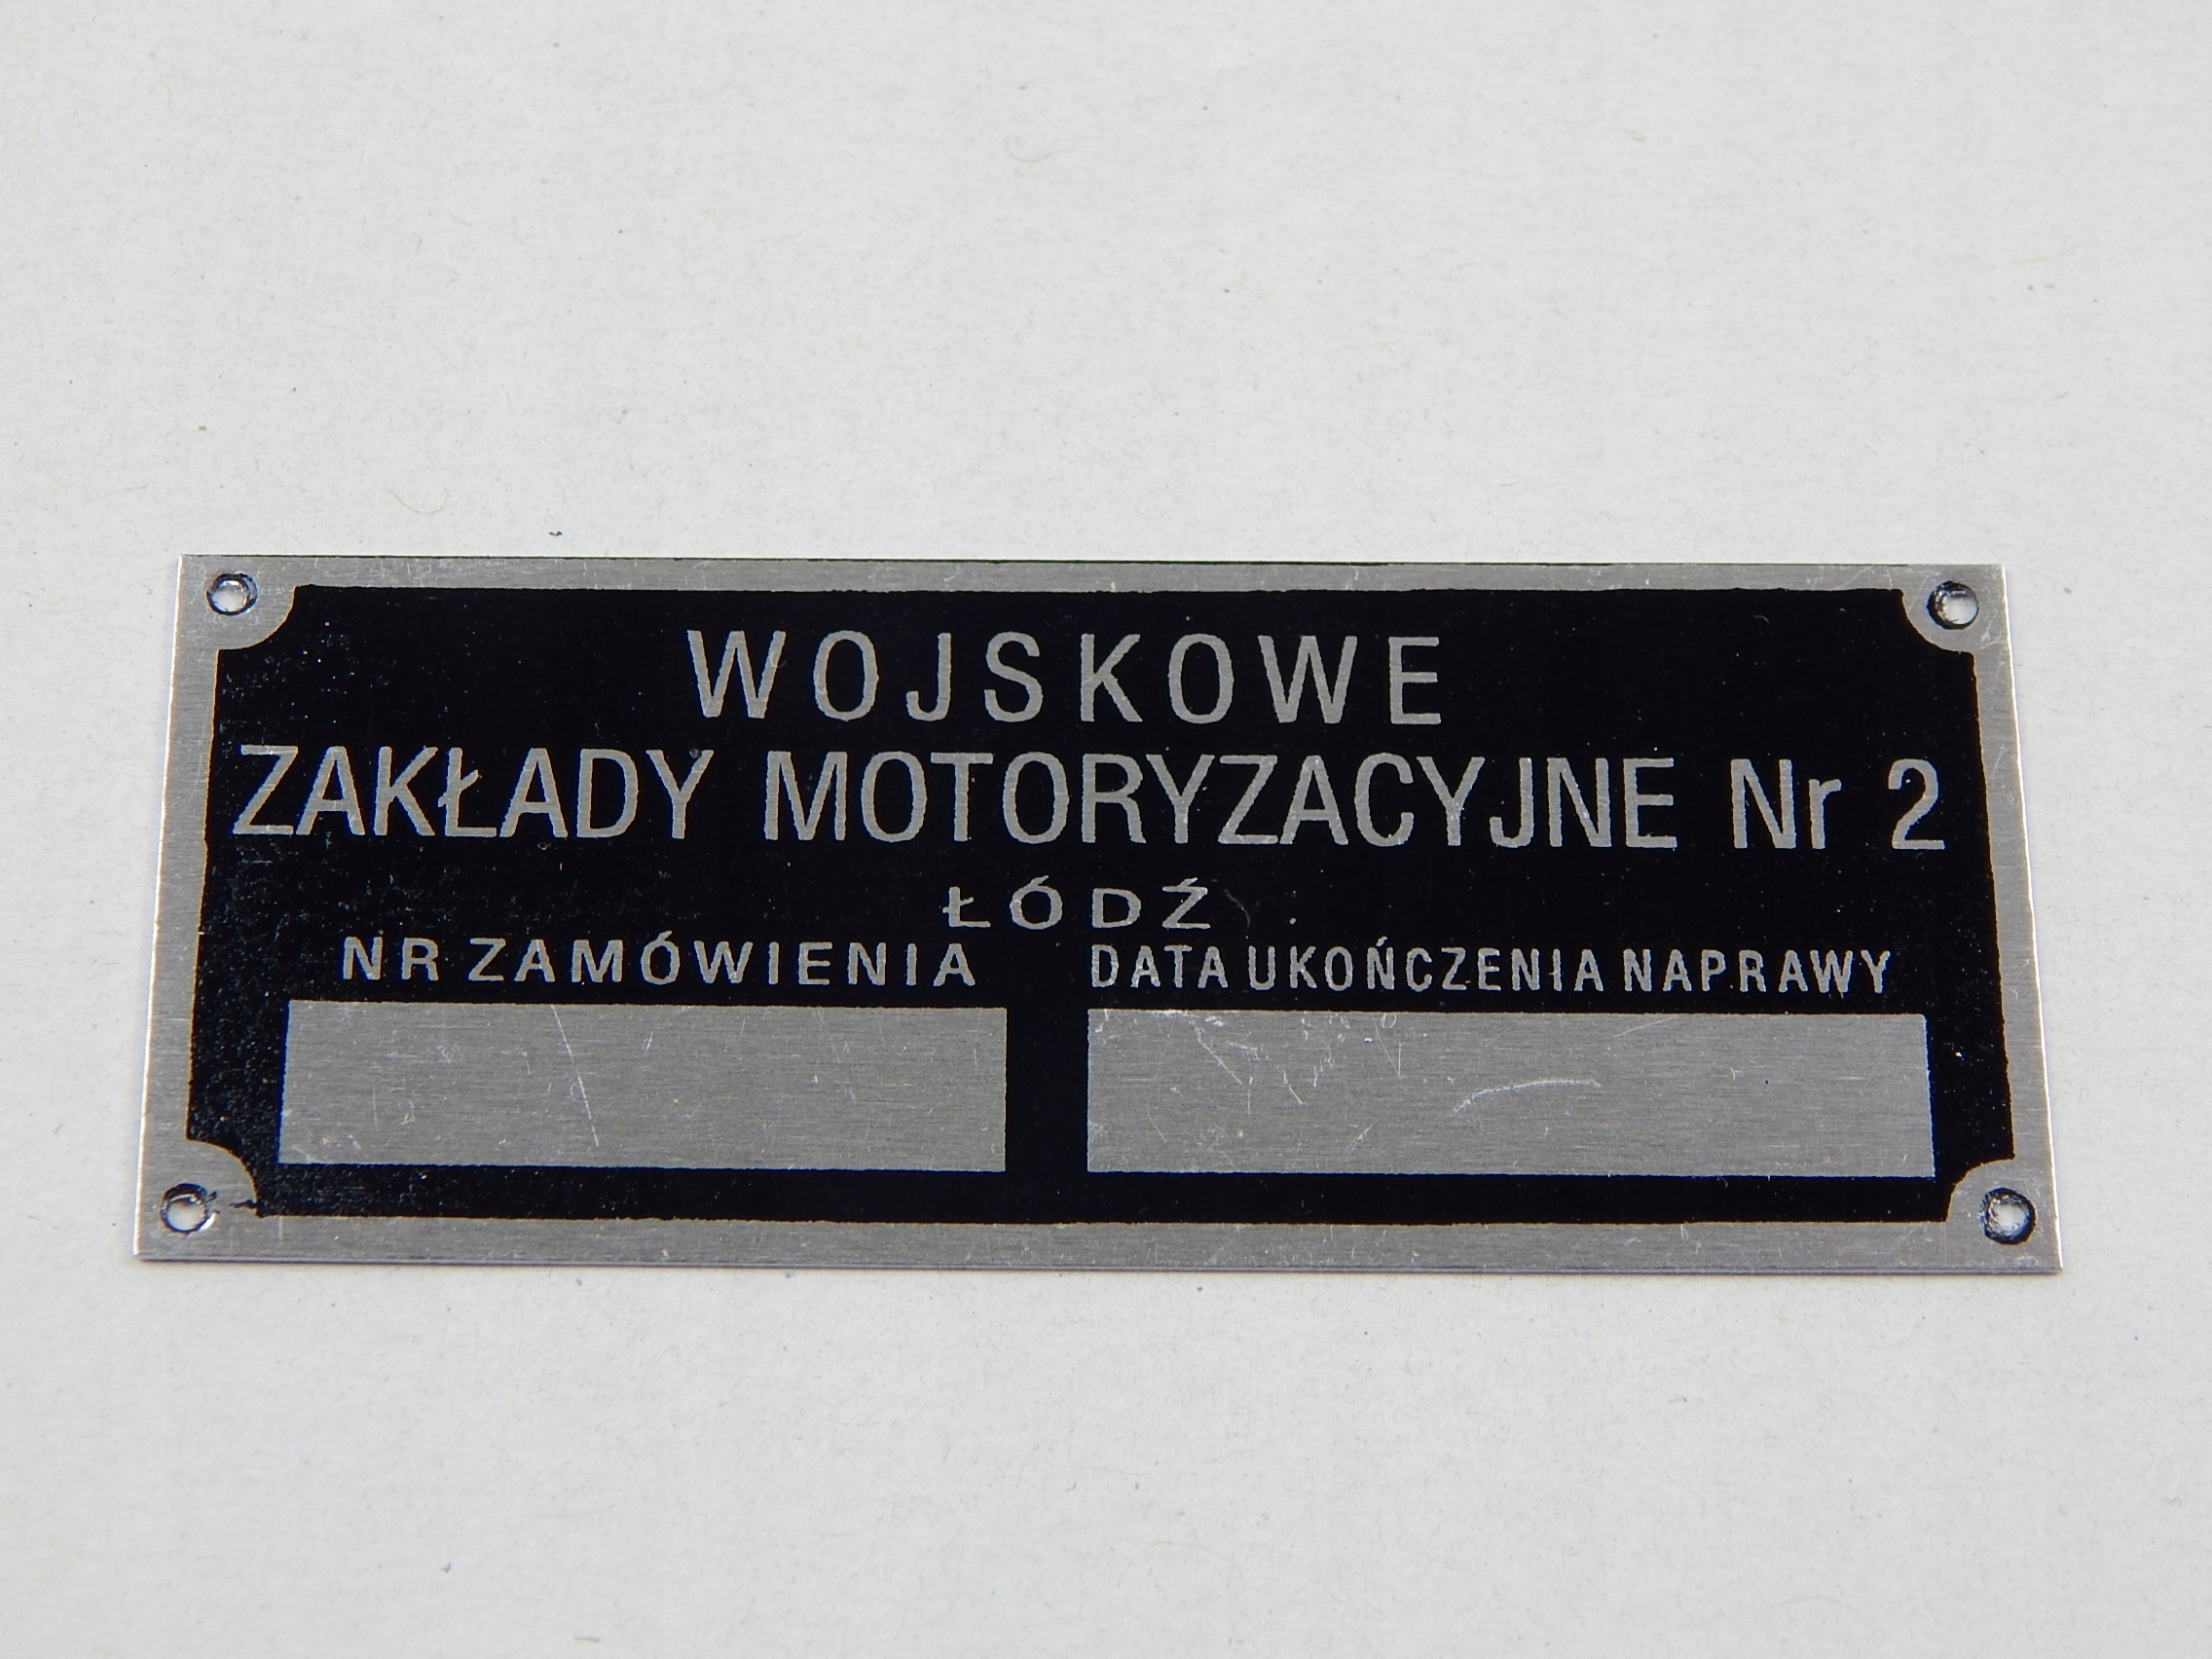 WOJSKOWE
ZAKŁADY MOTORYZACYJNE Nr 2
ŁÓDŹ
NR ZAMÓWIENIA
DATA UKOŃCZENIA NAPRAWY